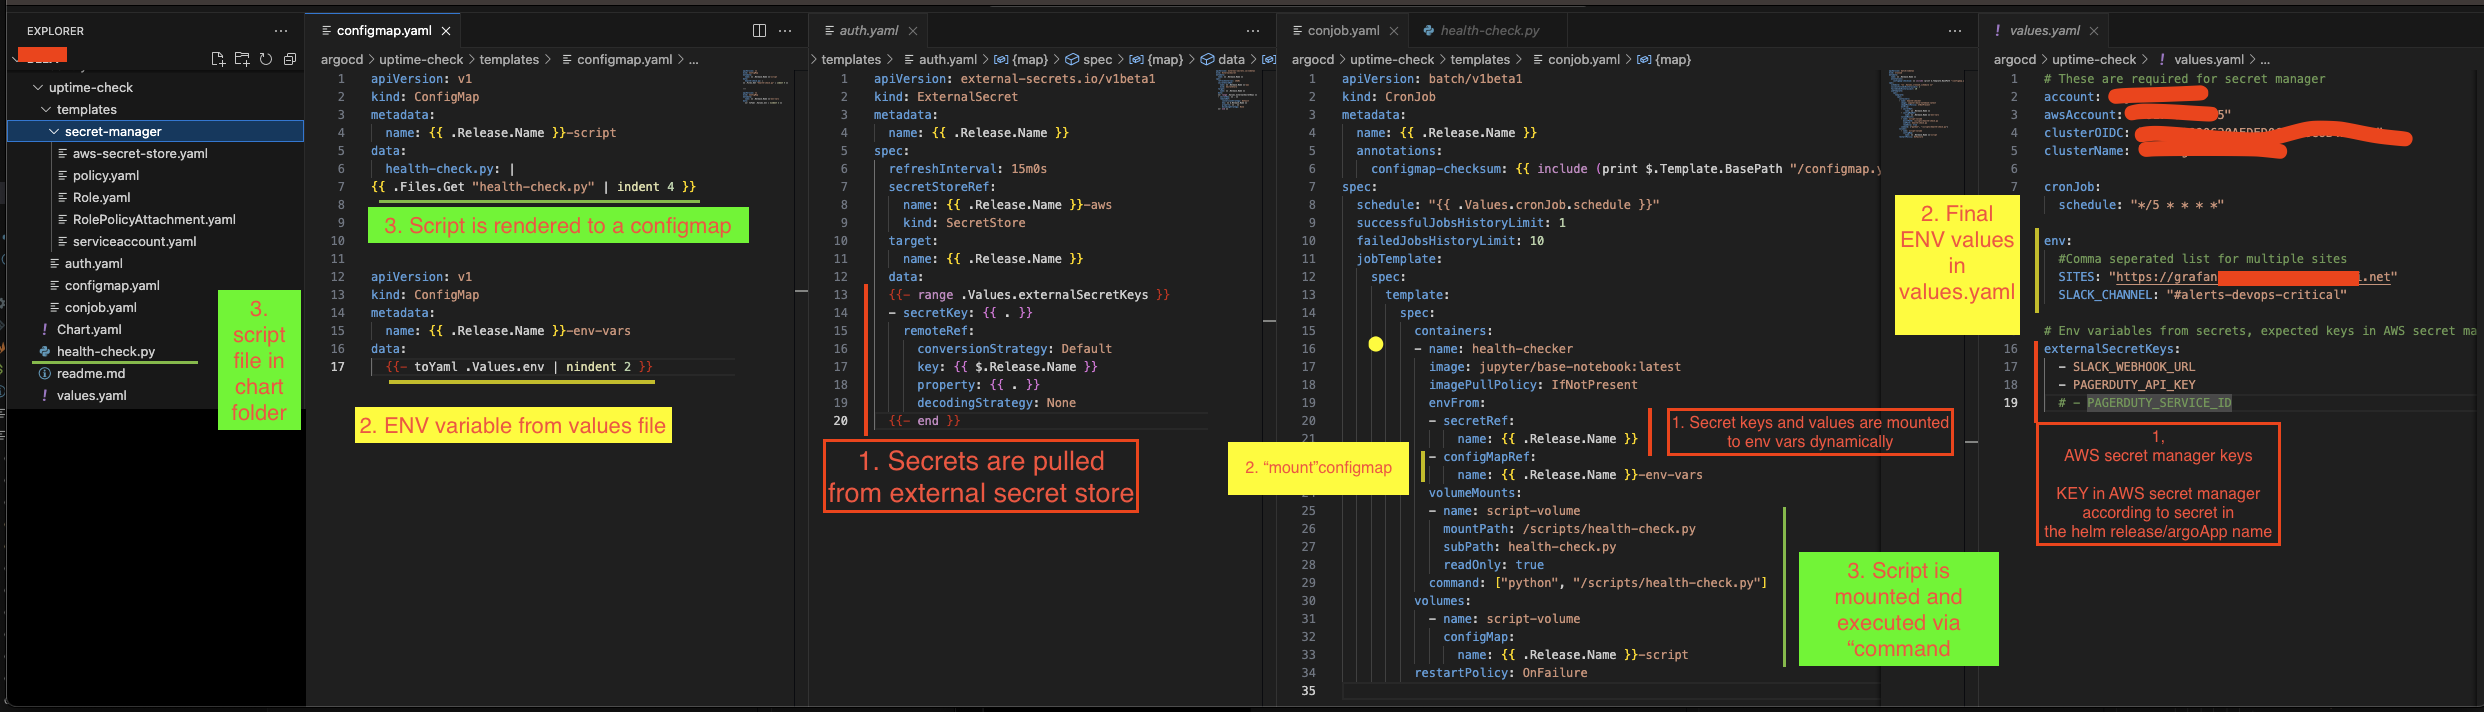 EXPLORER
uptime-check
templates
secret-manager
aws-secret-store.yaml
policy.yaml
Role.yaml
RolePolicyAttachment.yaml
serviceaccount.yaml
auth.yaml
configmap.yaml
conjob.yaml
Chart.yaml
health-check.py
readme.md
values.yaml
3.
script
file in
chart
folder
configmap.yaml
argocd > uptime-check > templates > configmap.yaml > ...
1 apiVersion: v1
2 kind: ConfigMap
3 metadata:
4 name: {{ .Release.Name }}-script
5 data:
6 health-check.py: |
7 {{ .Files.Get "health-check.py" | indent 4 }}
8
9
10
11
12 apiVersion: v1
13 kind: ConfigMap
14 metadata:
15 name: {{ .Release.Name }}-env-vars
16 data:
17 {{- toYaml .Values.env | nindent 2 }}
3. Script is rendered to a configmap
2. ENV variable from values file
auth.yaml
templates > auth.yaml > {map} > spec > {map} > data >
1 apiVersion: external-secrets.io/v1beta1
2 kind: ExternalSecret
3 metadata:
4 name: {{ .Release.Name }}
5 spec:
6 refreshInterval: 15m0s
7 secretStoreRef:
8 name: {{ .Release.Name }}-aws
9 kind: SecretStore
10 target:
11 name: {{ .Release.Name }}
12 data:
13 {{- range .Values.externalSecretKeys }}
14 - secretKey: {{ . }}
15 remoteRef:
16 conversionStrategy: Default
17 key: {{ $.Release.Name }}
18 property: {{ . }}
19 decodingStrategy: None
20 {{- end }}
1. Secrets are pulled
from external secret store
conjob.yaml
health-check.py
argocd > uptime-check > templates > conjob.yaml > {map}
1 apiVersion: batch/v1beta1
2 kind: CronJob
3 metadata:
4 name: {{ .Release.Name }}
5 annotations:
6 configmap-checksum: {{ include (print $.Template.BasePath "/configmap.y
7 spec:
8 schedule: "{{ .Values.cronJob.schedule }}"
9 successfulJobsHistoryLimit: 1
10 failedJobsHistoryLimit: 10
11 jobTemplate:
12 spec:
13 template:
14 spec:
15 containers:
16 - name: health-checker
17 image: jupyter/base-notebook:latest
18 imagePullPolicy: IfNotPresent
19 envFrom:
20 - secretRef:
21 name: {{ .Release.Name }}
- configMapRef:
name: {{ .Release.Name }}-env-vars
volumeMounts:
25 - name: script-volume
26 mountPath: /scripts/health-check.py
27 subPath: health-check.py
28 readOnly: true
29 command: ["python", "/scripts/health-check.py"]
30 volumes:
31 - name: script-volume
32 configMap:
33 name: {{ .Release.Name }}-script
34 restartPolicy: OnFailure
35
1. Secret keys and values are mounted
to env vars dynamically
2. “mount”configmap
3. Script is
mounted and
executed via
“command
values.yaml
argocd > uptime-check > values.yaml > ...
1 # These are required for secret manager
2 account:
3 awsAccount: 5"
4 clusterOIDC:
5 clusterName:
6
7 cronJob:
schedule: "*/5 * * * *"
env:
#Comma seperated list for multiple sites
SITES: "https://grafan .net"
SLACK_CHANNEL: "#alerts-devops-critical"
# Env variables from secrets, expected keys in AWS secret ma
16 externalSecretKeys:
17 - SLACK_WEBHOOK_URL
18 - PAGERDUTY_API_KEY
19 # - PAGERDUTY_SERVICE_ID
2. Final
ENV values
in
values.yaml
1,
AWS secret manager keys
KEY in AWS secret manager
according to secret in
the helm release/argoApp name